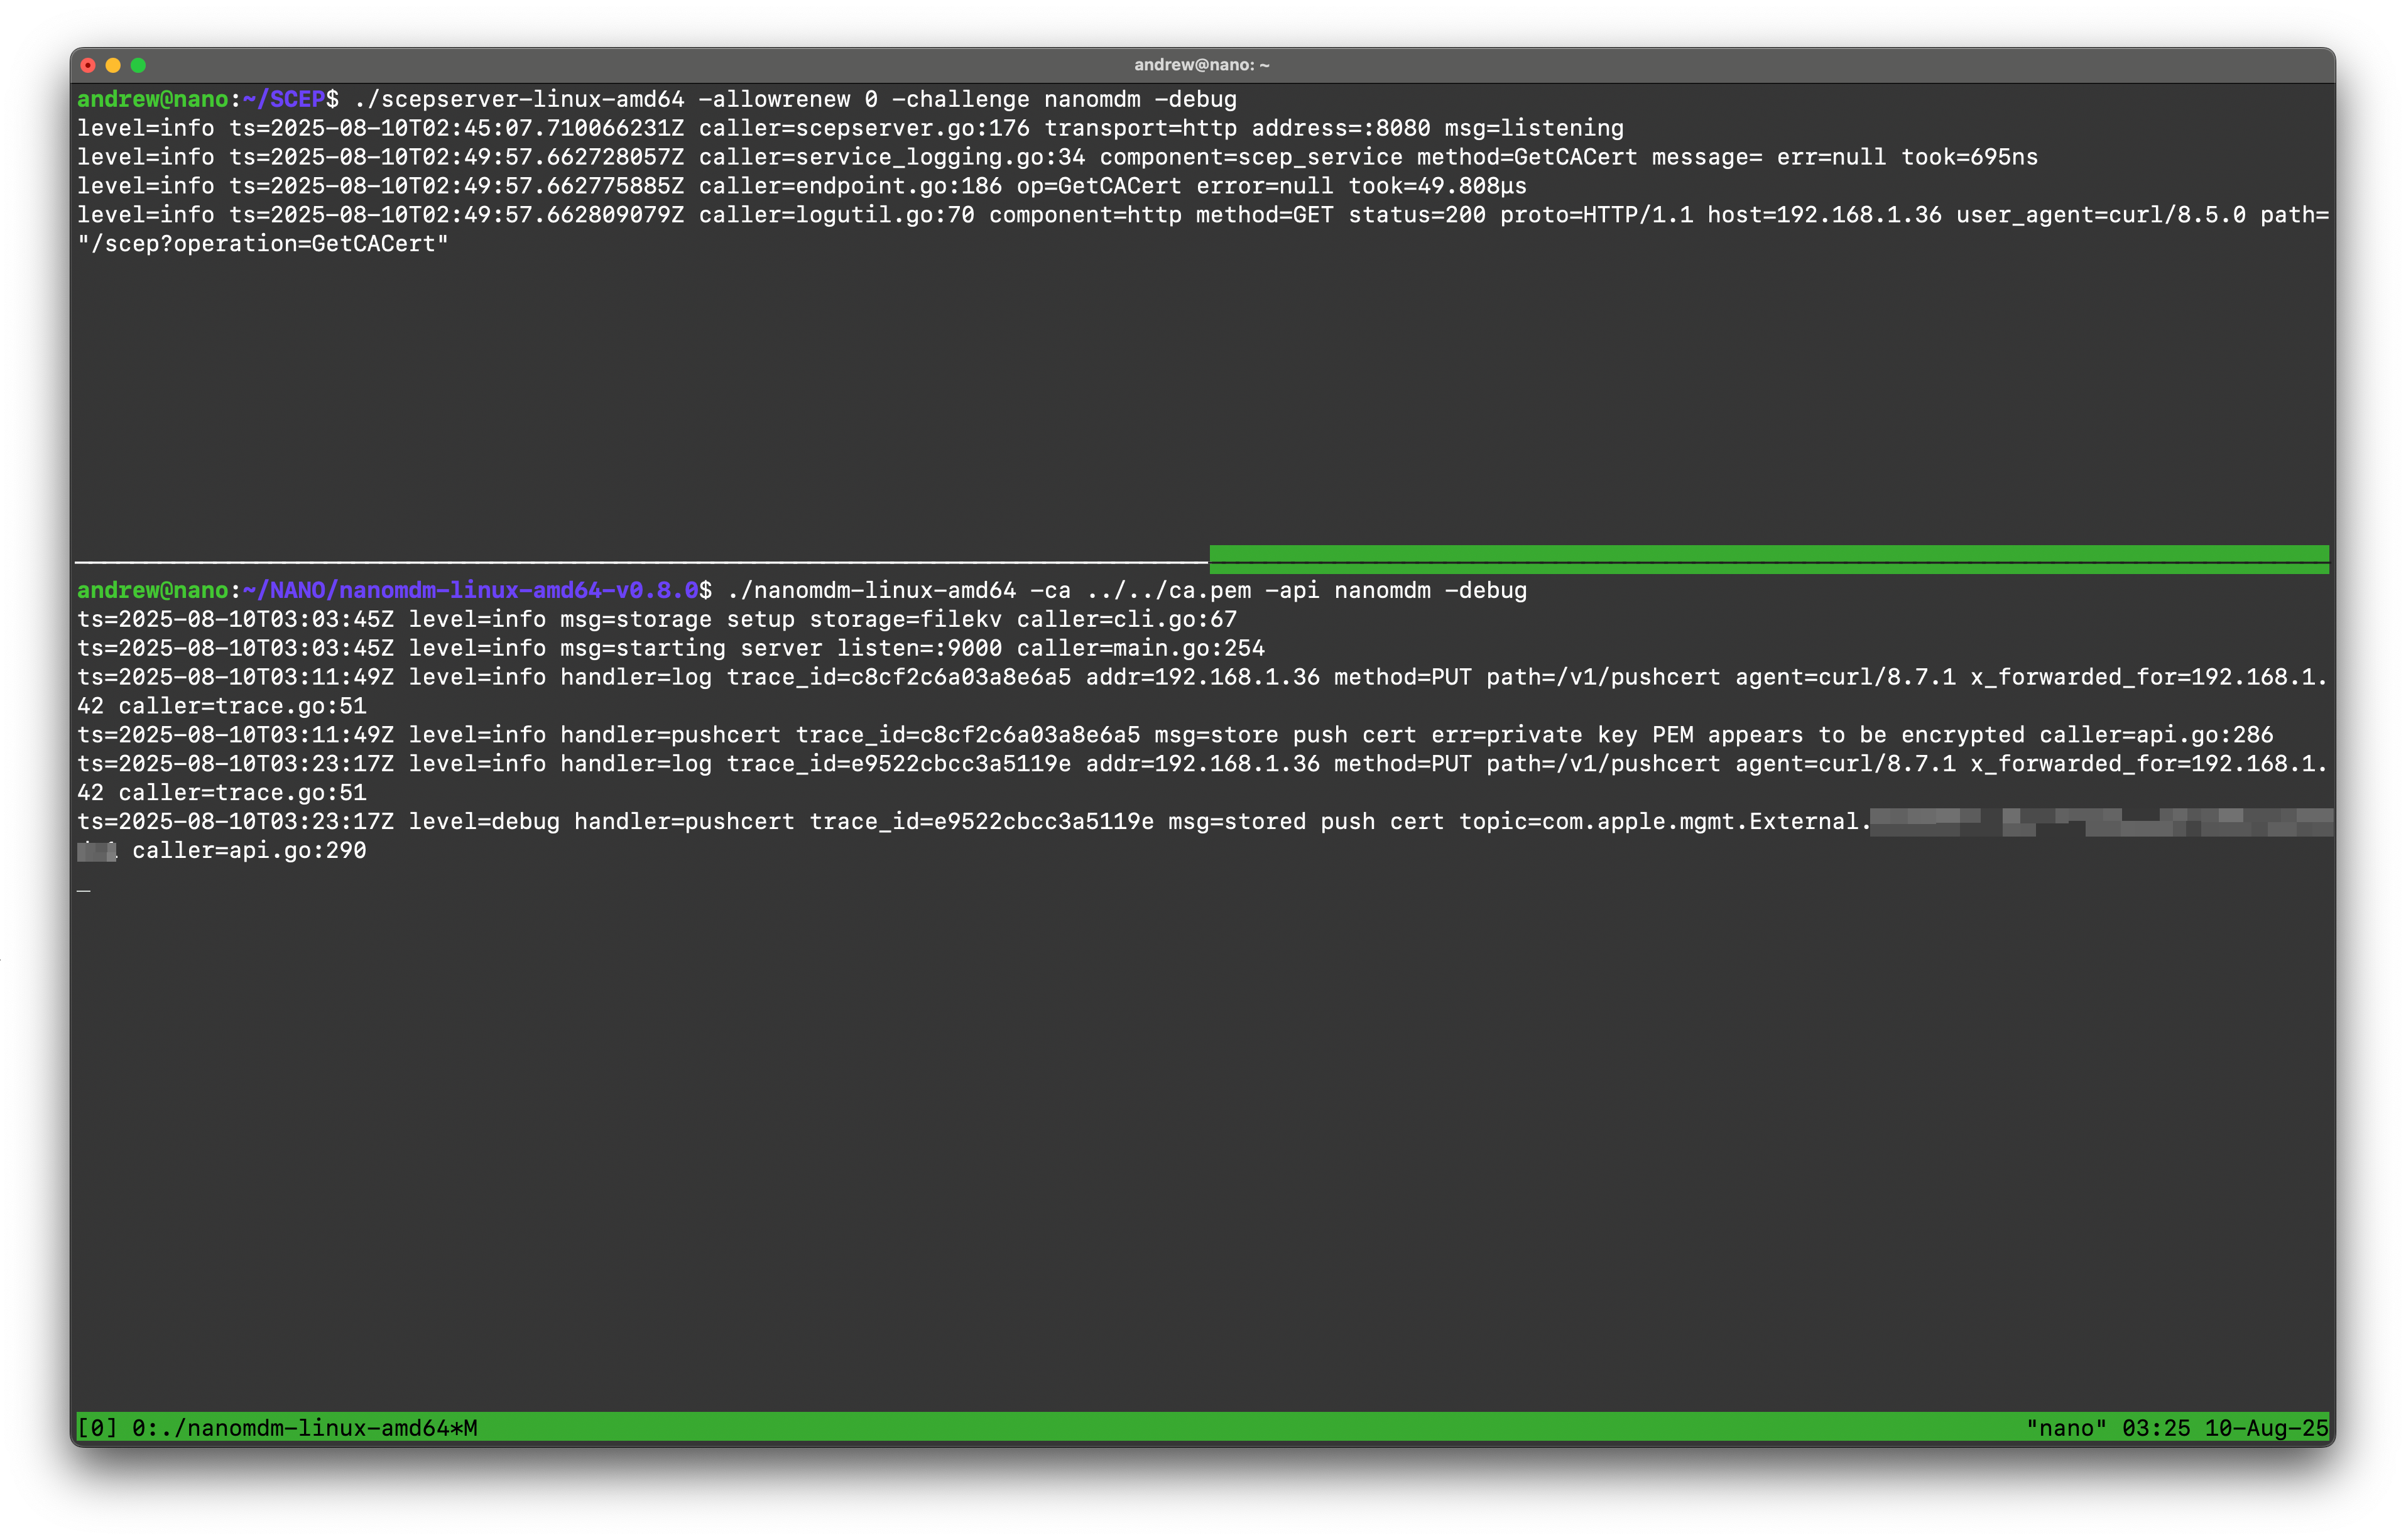 andrew@nano: ~
andrew@nano:~/SCEP$ ./scepserver-linux-amd64 -allowrenew 0 -challenge nanomdm -debug
level=info ts=2025-08-10T02:45:07.710066231Z caller=scepserver.go:176 transport=http address=:8080 msg=listening
level=info ts=2025-08-10T02:49:57.662728057Z caller=service_logging.go:34 component=scep_service method=GetCACert message= err=null took=695ns
level=info ts=2025-08-10T02:49:57.662775885Z caller=endpoint.go:186 op=GetCACert error=null took=49.808µs
level=info ts=2025-08-10T02:49:57.662809079Z caller=logutil.go:70 component=http method=GET status=200 proto=HTTP/1.1 host=192.168.1.36 user_agent=curl/8.5.0 path=
"/scep?operation=GetCACert"
andrew@nano:~/NANO/nanomdm-linux-amd64-v0.8.0$ ./nanomdm-linux-amd64 -ca ../../ca.pem -api nanomdm -debug
ts=2025-08-10T03:03:45Z level=info msg=storage setup storage=filekv caller=cli.go:67
ts=2025-08-10T03:03:45Z level=info msg=starting server listen=:9000 caller=main.go:254
ts=2025-08-10T03:11:49Z level=info handler=log trace_id=c8cf2c6a03a8e6a5 addr=192.168.1.36 method=PUT path=/v1/pushcert agent=curl/8.7.1 x_forwarded_for=192.168.1.
42 caller=trace.go:51
ts=2025-08-10T03:11:49Z level=info handler=pushcert trace_id=c8cf2c6a03a8e6a5 msg=store push cert err=private key PEM appears to be encrypted caller=api.go:286
ts=2025-08-10T03:23:17Z level=info handler=log trace_id=e9522cbcc3a5119e addr=192.168.1.36 method=PUT path=/v1/pushcert agent=curl/8.7.1 x_forwarded_for=192.168.1.
42 caller=trace.go:51
ts=2025-08-10T03:23:17Z level=debug handler=pushcert trace_id=e9522cbcc3a5119e msg=stored push cert topic=com.apple.mgmt.External.
caller=api.go:290
[0] 0:./nanomdm-linux-amd64*M "nano" 03:25 10-Aug-25